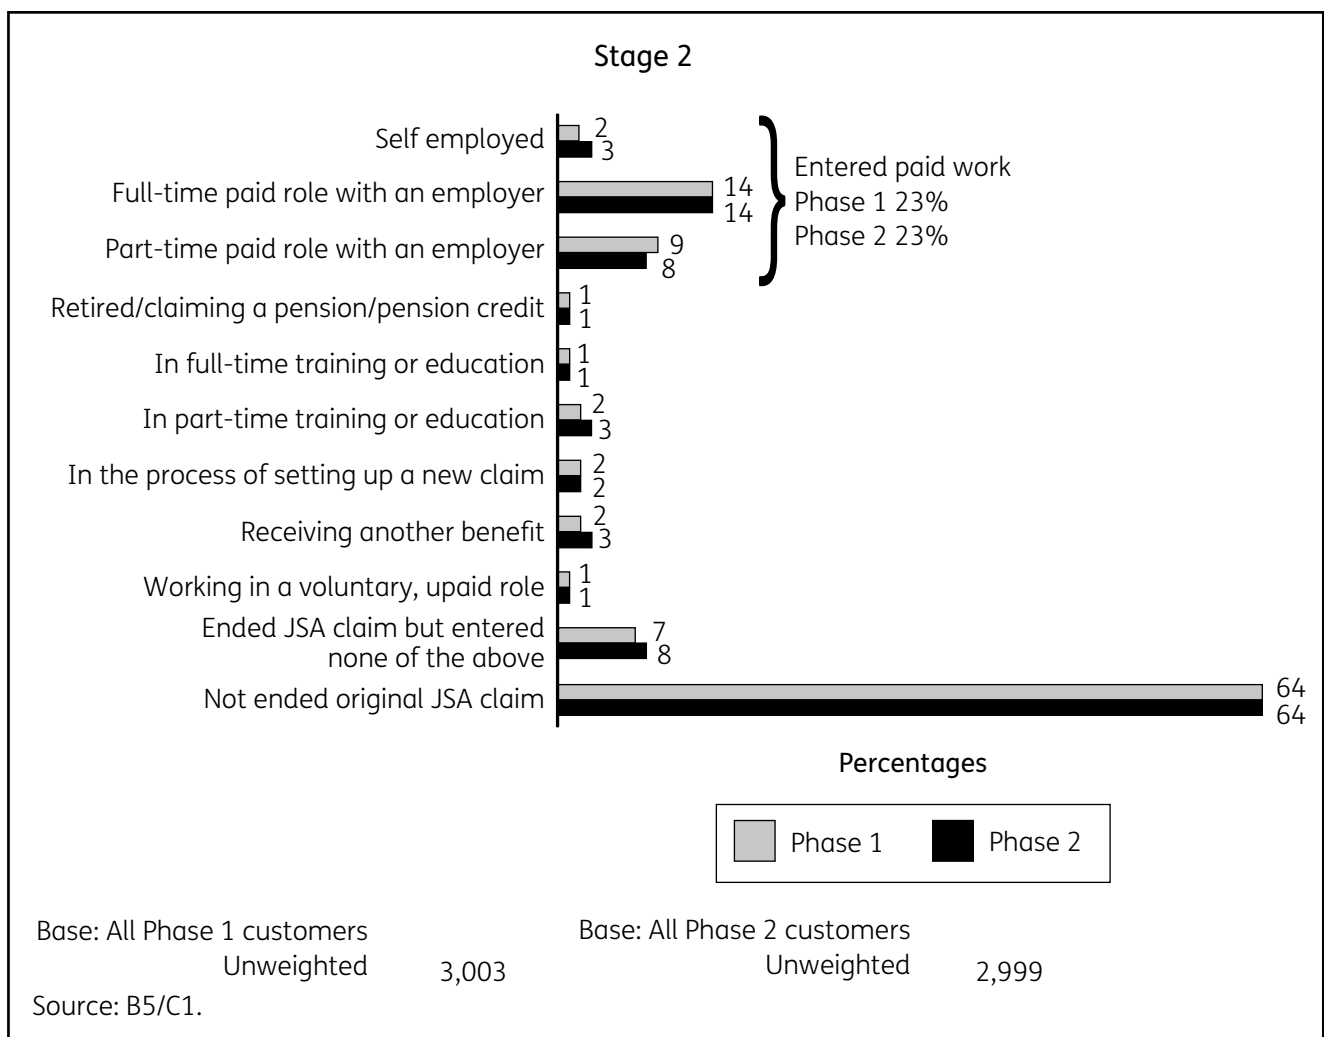 Stage 2
Self employed
2
3
Full-time paid role with an employer
14
14
Part-time paid role with an employer
9
8
Entered paid work
Phase 1 23%
Phase 2 23%
Retired/claiming a pension/pension credit
1
1
In full-time training or education
1
1
In part-time training or education
2
3
In the process of setting up a new claim
2
2
Receiving another benefit
2
3
Working in a voluntary, upaid role
1
1
Ended JSA claim but entered
none of the above
7
8
Not ended original JSA claim
64
64
Percentages
Phase 1
Phase 2
Base: All Phase 1 customers
Unweighted 3,003
Base: All Phase 2 customers
Unweighted 2,999
Source: B5/C1.